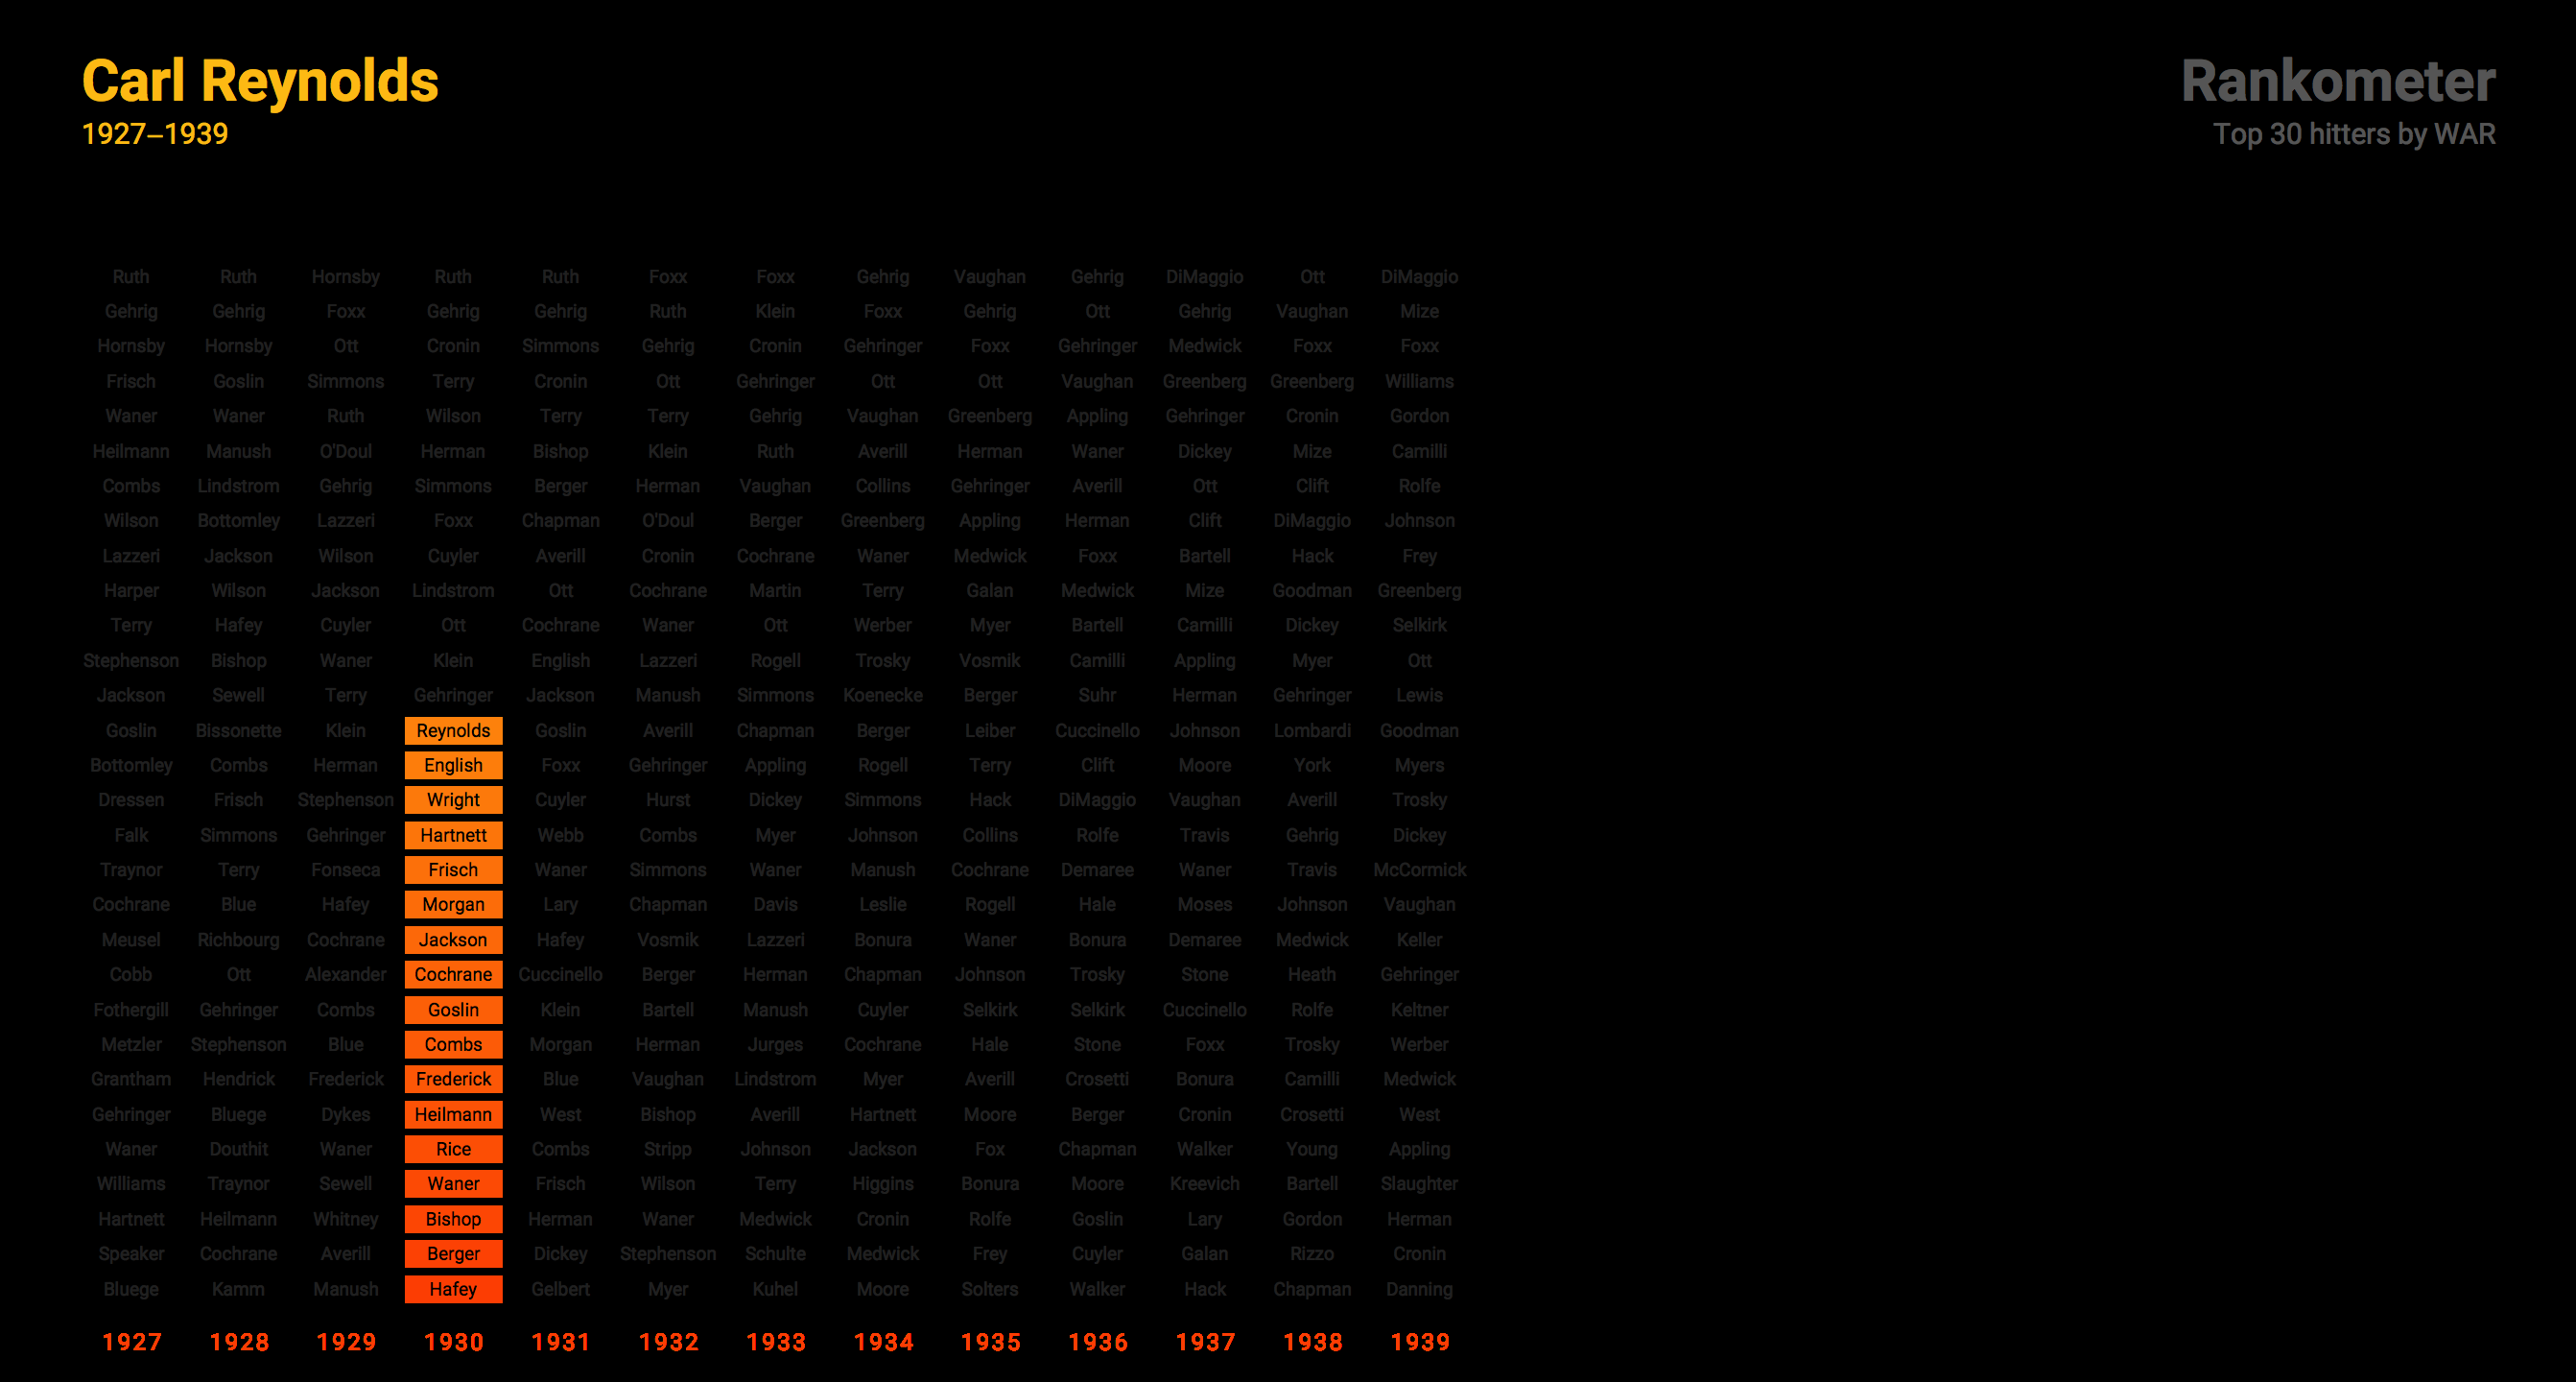 Carl Reynolds
1927–1939
Rankometer
Top 30 hitters by WAR
Ruth Ruth Hornsby Ruth Ruth Foxx Foxx Gehrig Vaughan Gehrig DiMaggio Ott DiMaggio
Gehrig Gehrig Foxx Gehrig Gehrig Ruth Klein Foxx Gehrig Ott Gehrig Vaughan Mize
Hornsby Hornsby Ott Cronin Simmons Gehrig Cronin Gehringer Foxx Gehringer Medwick Foxx Foxx
Frisch Goslin Simmons Terry Cronin Ott Gehringer Ott Ott Vaughan Greenberg Greenberg Williams
Waner Waner Ruth Wilson Terry Terry Gehrig Vaughan Greenberg Appling Gehringer Cronin Gordon
Heilmann Manush O'Doul Herman Bishop Klein Ruth Averill Herman Waner Dickey Mize Camilli
Combs Lindstrom Gehrig Simmons Berger Herman Vaughan Collins Gehringer Averill Ott Clift Rolfe
Wilson Bottomley Lazzeri Foxx Chapman O'Doul Berger Greenberg Appling Herman Clift DiMaggio Johnson
Lazzeri Jackson Wilson Cuyler Averill Cronin Cochrane Waner Medwick Foxx Bartell Hack Frey
Harper Wilson Jackson Lindstrom Ott Cochrane Martin Terry Galan Medwick Mize Goodman Greenberg
Terry Hafey Cuyler Ott Cochrane Waner Ott Werber Myer Bartell Camilli Dickey Selkirk
Stephenson Bishop Waner Klein English Lazzeri Rogell Trosky Vosmik Camilli Appling Myer Ott
Jackson Sewell Terry Gehringer Jackson Manush Simmons Koenecke Berger Suhr Herman Gehringer Lewis
Goslin Bissonette Klein Reynolds Goslin Averill Chapman Berger Leiber Cuccinello Johnson Lombardi Goodman
Bottomley Combs Herman English Foxx Gehringer Appling Rogell Terry Clift Moore York Myers
Dressen Frisch Stephenson Wright Cuyler Hurst Dickey Simmons Hack DiMaggio Vaughan Averill Trosky
Falk Simmons Gehringer Hartnett Webb Combs Myer Johnson Collins Rolfe Travis Gehrig Dickey
Traynor Terry Fonseca Frisch Waner Simmons Waner Manush Cochrane Demaree Waner Travis McCormick
Cochrane Blue Hafey Morgan Lary Chapman Davis Leslie Rogell Hale Moses Johnson Vaughan
Meusel Richbourg Cochrane Jackson Hafey Vosmik Lazzeri Bonura Waner Bonura Demaree Medwick Keller
Cobb Ott Alexander Cochrane Cuccinello Berger Herman Chapman Johnson Trosky Stone Heath Gehringer
Fothergill Gehringer Combs Goslin Klein Bartell Manush Cuyler Selkirk Selkirk Cuccinello Rolfe Keltner
Metzler Stephenson Blue Combs Morgan Herman Jurges Cochrane Hale Stone Foxx Trosky Werber
Grantham Hendrick Frederick Frederick Blue Vaughan Lindstrom Myer Averill Crosetti Bonura Camilli Medwick
Gehringer Bluege Dykes Heilmann West Bishop Averill Hartnett Moore Berger Cronin Crosetti West
Waner Douthit Waner Rice Combs Stripp Johnson Jackson Fox Chapman Walker Young Appling
Williams Traynor Sewell Waner Frisch Wilson Terry Higgins Bonura Moore Kreevich Bartell Slaughter
Hartnett Heilmann Whitney Bishop Herman Waner Medwick Cronin Rolfe Goslin Lary Gordon Herman
Speaker Cochrane Averill Berger Dickey Stephenson Schulte Medwick Frey Cuyler Galan Rizzo Cronin
Bluege Kamm Manush Hafey Gelbert Myer Kuhel Moore Solters Walker Hack Chapman Danning
1927 1928 1929 1930 1931 1932 1933 1934 1935 1936 1937 1938 1939